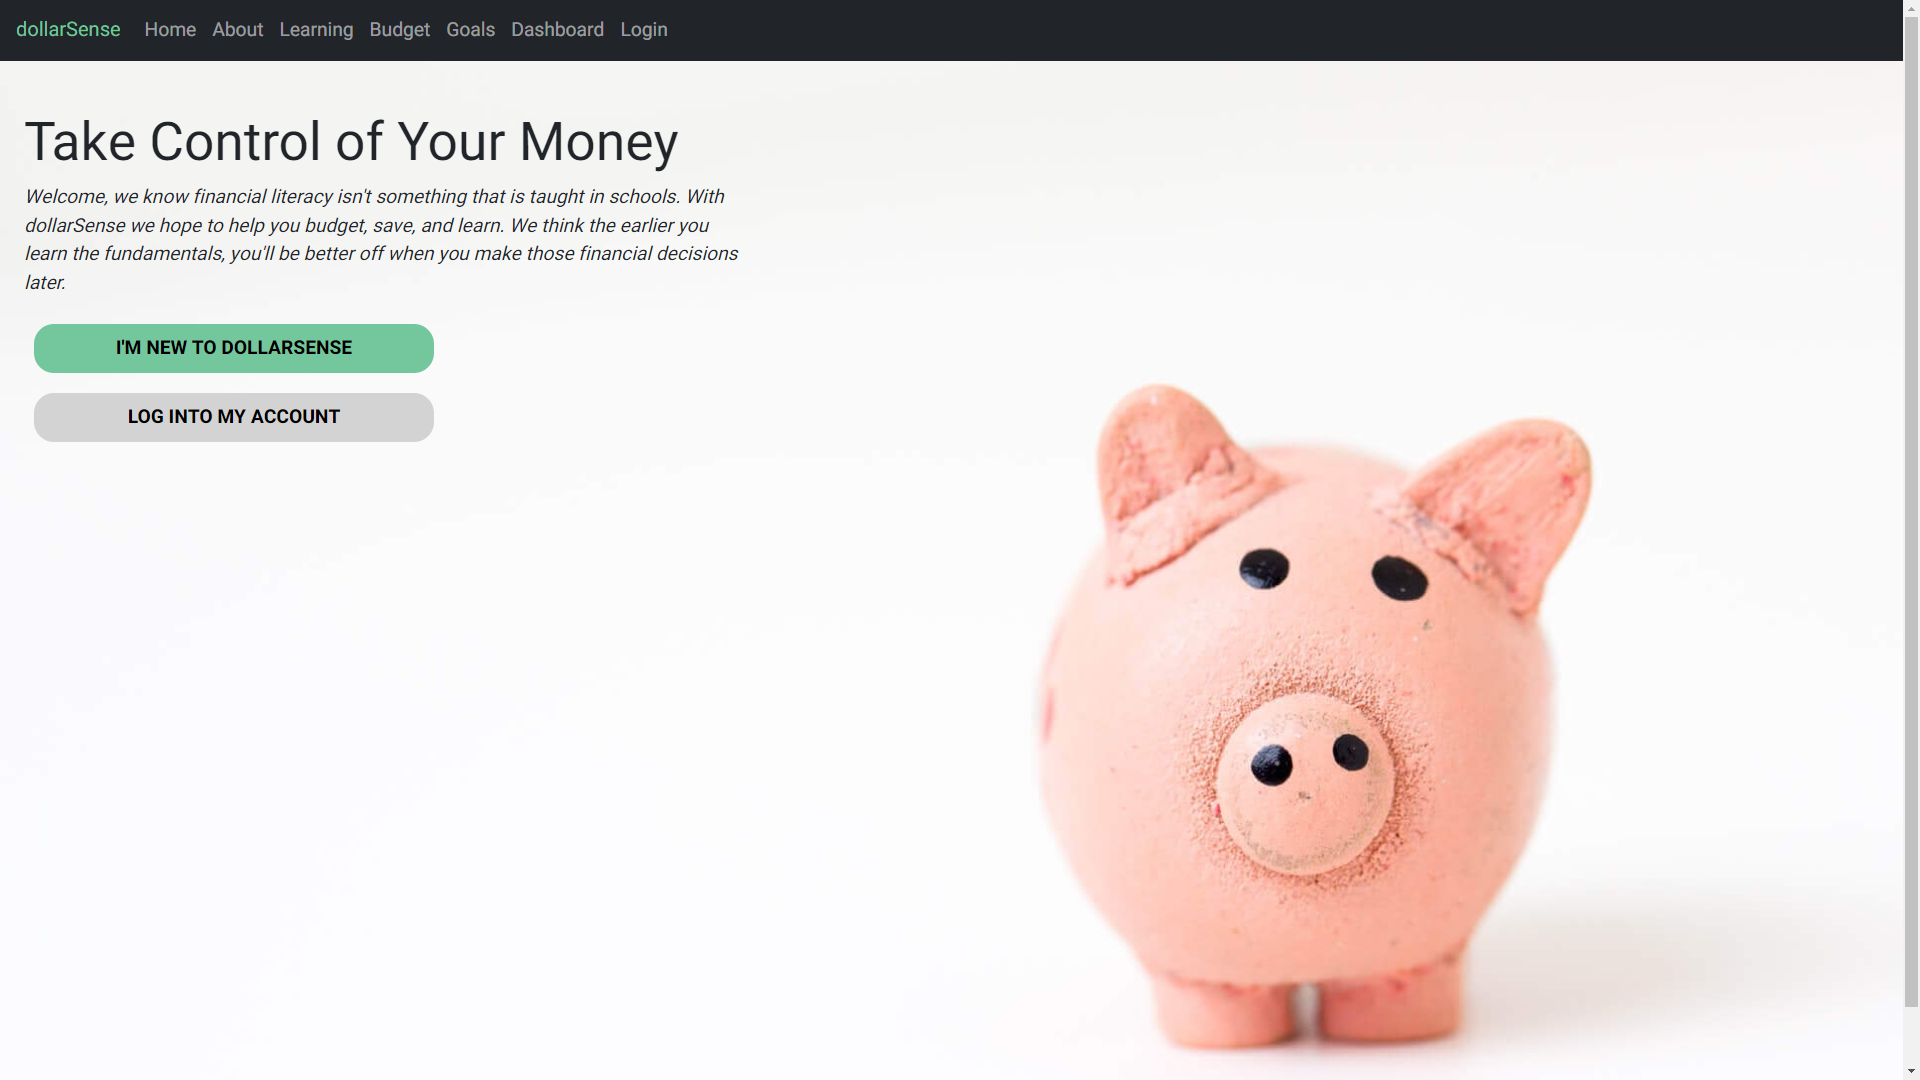 dollarSense Home About Learning Budget Goals Dashboard Login
Take Control of Your Money
Welcome, we know financial literacy isn't something that is taught in schools. With
dollarSense we hope to help you budget, save, and learn. We think the earlier you
learn the fundamentals, you'll be better off when you make those financial decisions
later.
I'M NEW TO DOLLARSENSE
LOG INTO MY ACCOUNT